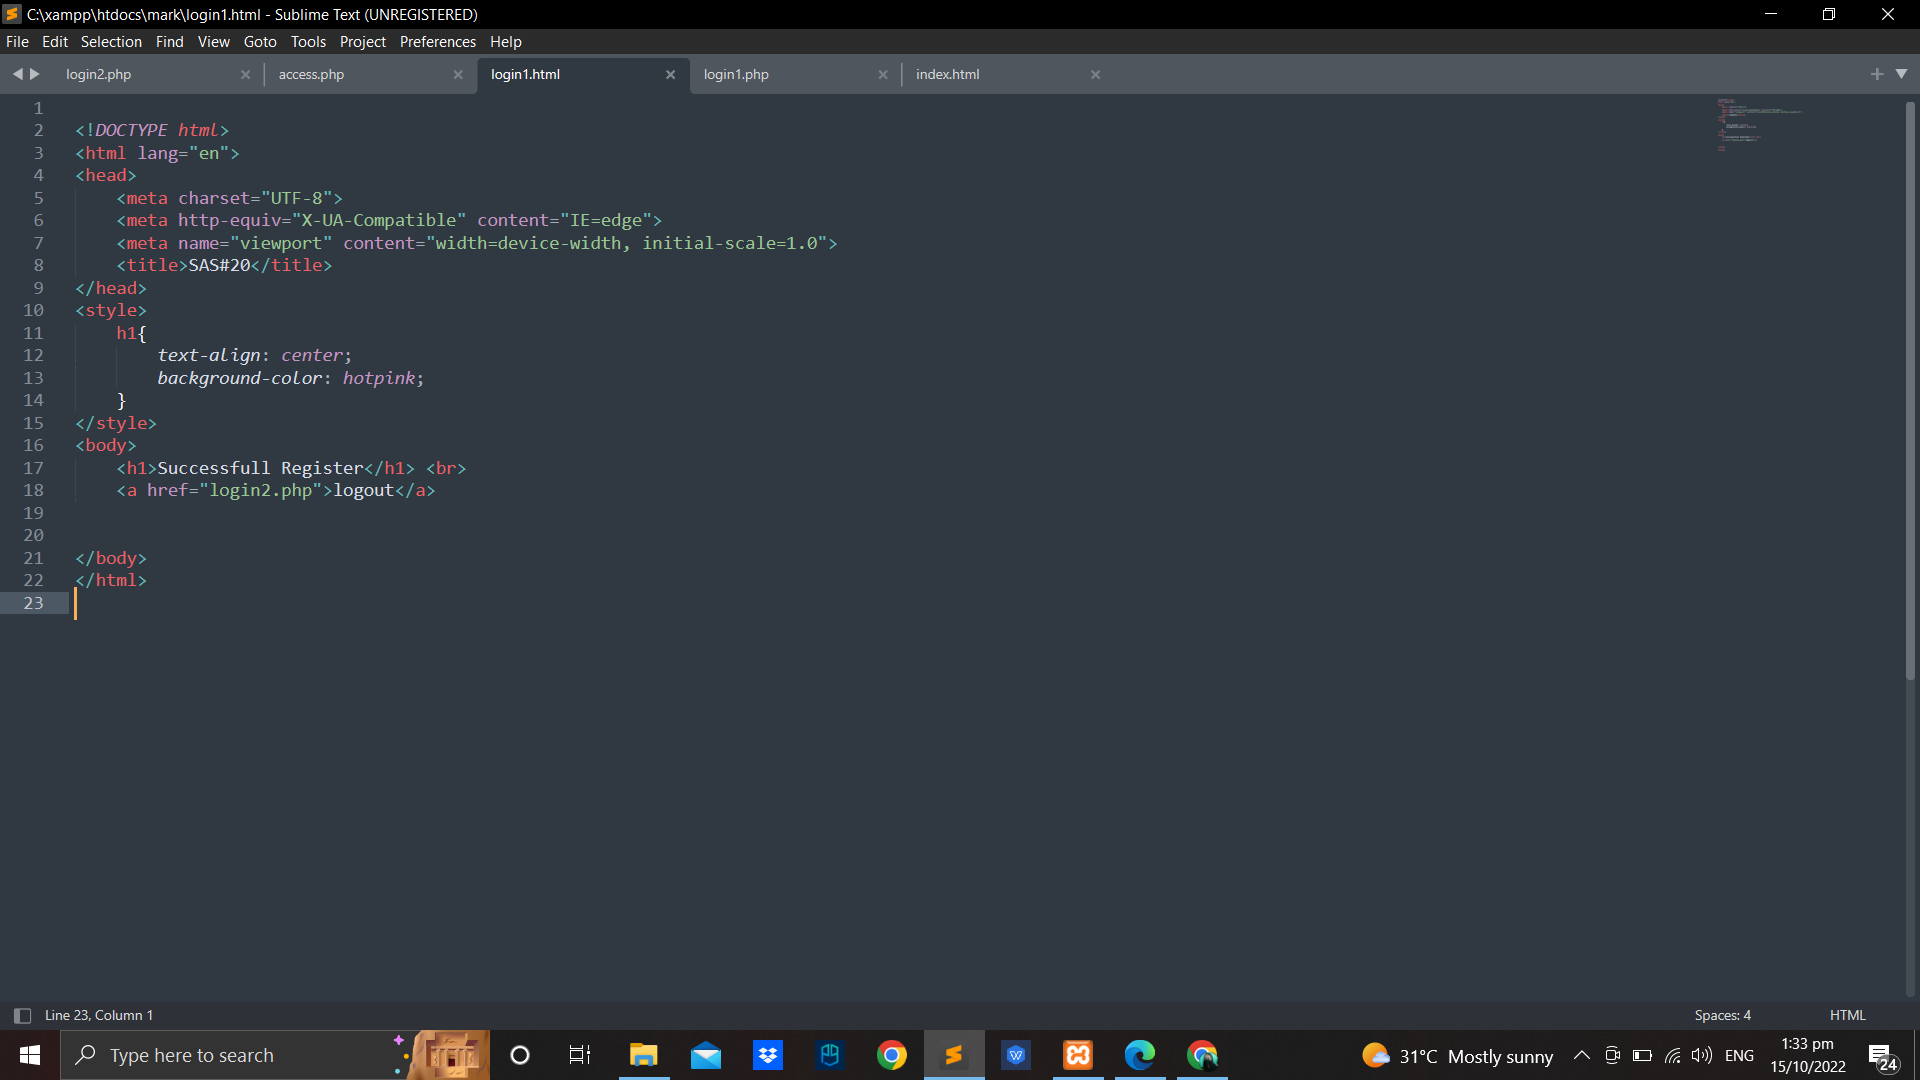 C:\xampp\htdocs\mark\login1.html - Sublime Text (UNREGISTERED)
File Edit Selection Find View Goto Tools Project Preferences Help
login2.php access.php login1.html login1.php index.html
1
2 <!DOCTYPE html>
3 <html lang="en">
4 <head>
5 <meta charset="UTF-8">
6 <meta http-equiv="X-UA-Compatible" content="IE=edge">
7 <meta name="viewport" content="width=device-width, initial-scale=1.0">
8 <title>SAS#20</title>
9 </head>
10 <style>
11 h1{
12 text-align: center;
13 background-color: hotpink;
14 }
15 </style>
16 <body>
17 <h1>Successfull Register</h1> <br>
18 <a href="login2.php">logout</a>
19
20
21 </body>
22 </html>
23
Line 23, Column 1 Spaces: 4 HTML
Type here to search 31°C Mostly sunny ENG 1:33 pm
15/10/2022 24